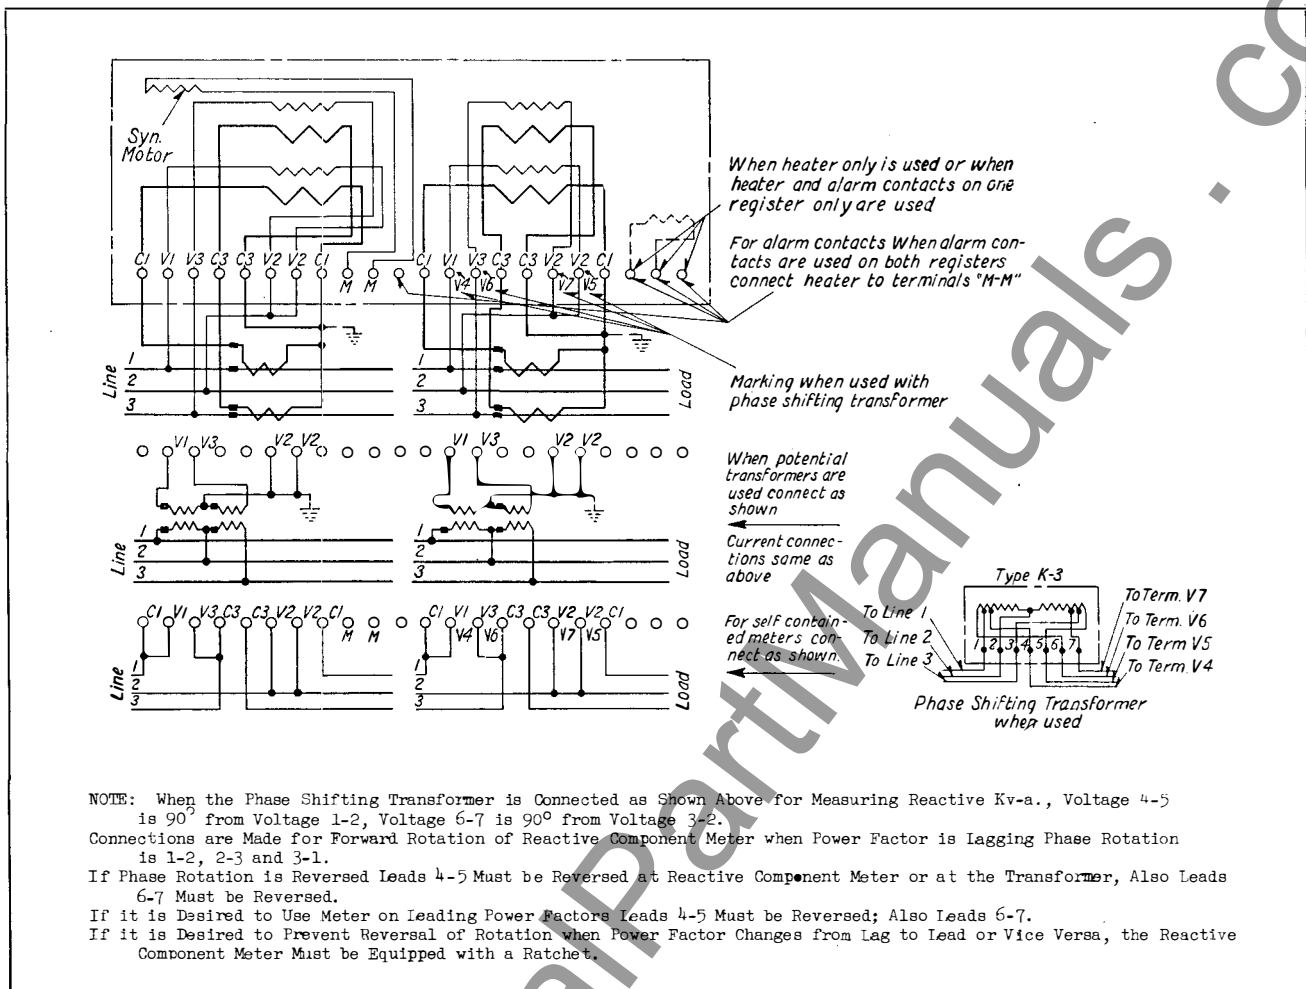 Syn.
Motor
When heater only is used or when
heater and alarm contacts on one
register only are used
For alarm contacts When alarm con-
tacts are used on both registers
connect heater to terminals "M-M"
C1 V1 V3 C3 C3 V2 V2 C1 C1 V1 V3 C3 C3 V2 V2 C1
M M V4 V6 V7 V5
Line
1
2
3
1
2
3
Load
Marking when used with
phase shifting transformer
V1 V3 V2 V2 V1 V3 V2 V2
When potential
transformers are
used connect as
shown
Current connec-
tions same as
above
Line
1
2
3
1
2
3
Load
C1 V1 V3 C3 C3 V2 V2 C1 C1 V1 V3 C3 C3 V2 V2 C1
M M V4 V6 V7 V5
For self contain-
ed meters con-
nect as shown.
Line
1
2
3
1
2
3
Load
Type K-3
To Line 1
To Line 2
To Line 3
1 2 3 4 5 6 7
To Term. V7
To Term. V6
To Term V5
To Term. V4
Phase Shifting Transformer
when used
NOTE: When the Phase Shifting Transformer is Connected as Shown Above for Measuring Reactive Kv-a., Voltage 4-5
is 90° from Voltage 1-2, Voltage 6-7 is 90° from Voltage 3-2.
Connections are Made for Forward Rotation of Reactive Component Meter when Power Factor is Lagging Phase Rotation
is 1-2, 2-3 and 3-1.
If Phase Rotation is Reversed Leads 4-5 Must be Reversed at Reactive Component Meter or at the Transformer, Also Leads
6-7 Must be Reversed.
If it is Desired to Use Meter on Leading Power Factors Leads 4-5 Must be Reversed; Also Leads 6-7.
If it is Desired to Prevent Reversal of Rotation when Power Factor Changes from Lag to Lead or Vice Versa, the Reactive
Component Meter Must be Equipped with a Ratchet.
alPartManuals . co